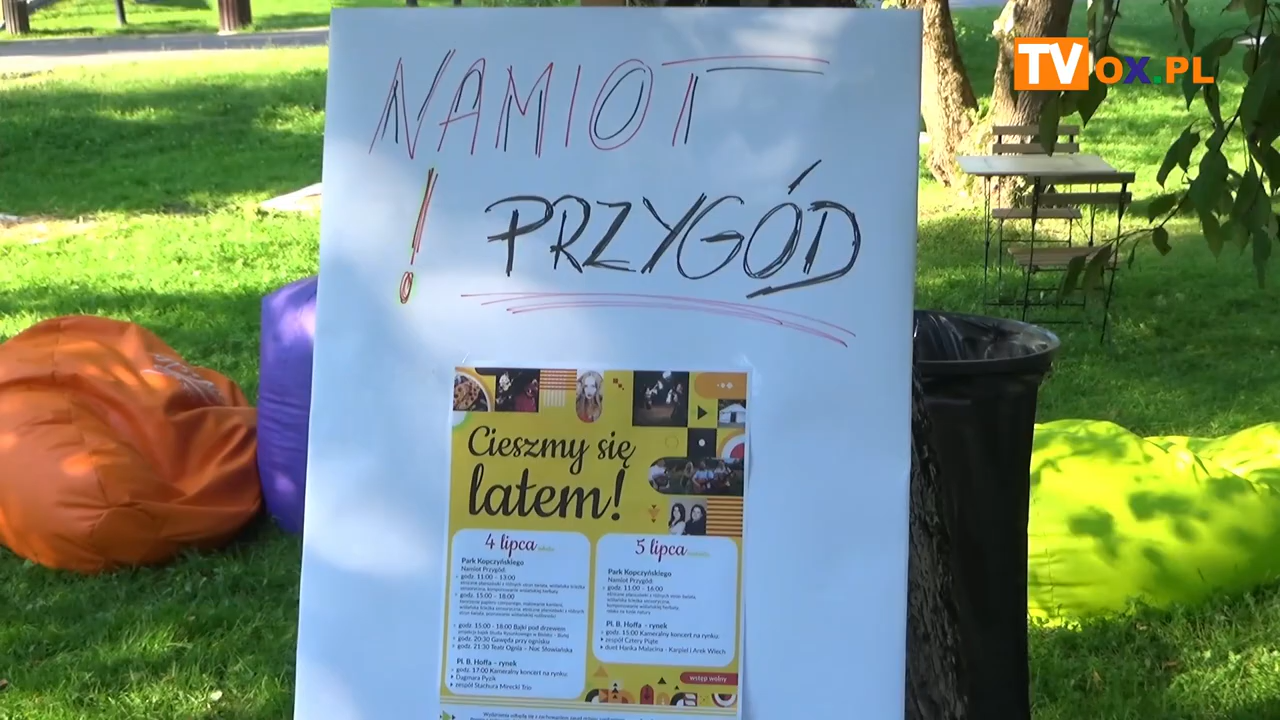 TVox.PL
NAMIOT
! PRZYGÓD
Cieszmy się
latem!
4 lipca
Park Kopczyńskiego
Namiot Przygód:
godz. 11:00 - 13:00
godz. 15:00 - 18:00
godz. 15:00 - 18:00 Bajki pod drzewem
godz. 20:30 Gawęda przy ognisku
godz. 21:30 Teatr Ognia - Noc Słowiańska
Pl. B. Hoffa - rynek
godz. 17:00 Kameralny koncert na rynku:
Dagmara Pyzik
zespół Stachura Mirecki Trio
5 lipca
Park Kopczyńskiego
Namiot Przygód:
godz. 11:00 - 16:00
Pl. B. Hoffa - rynek
godz. 15:00 Kameralny koncert na rynku:
zespół Cztery Piąte
duet Hanka Malacina - Karpiel i Arek Wiech
wstęp wolny